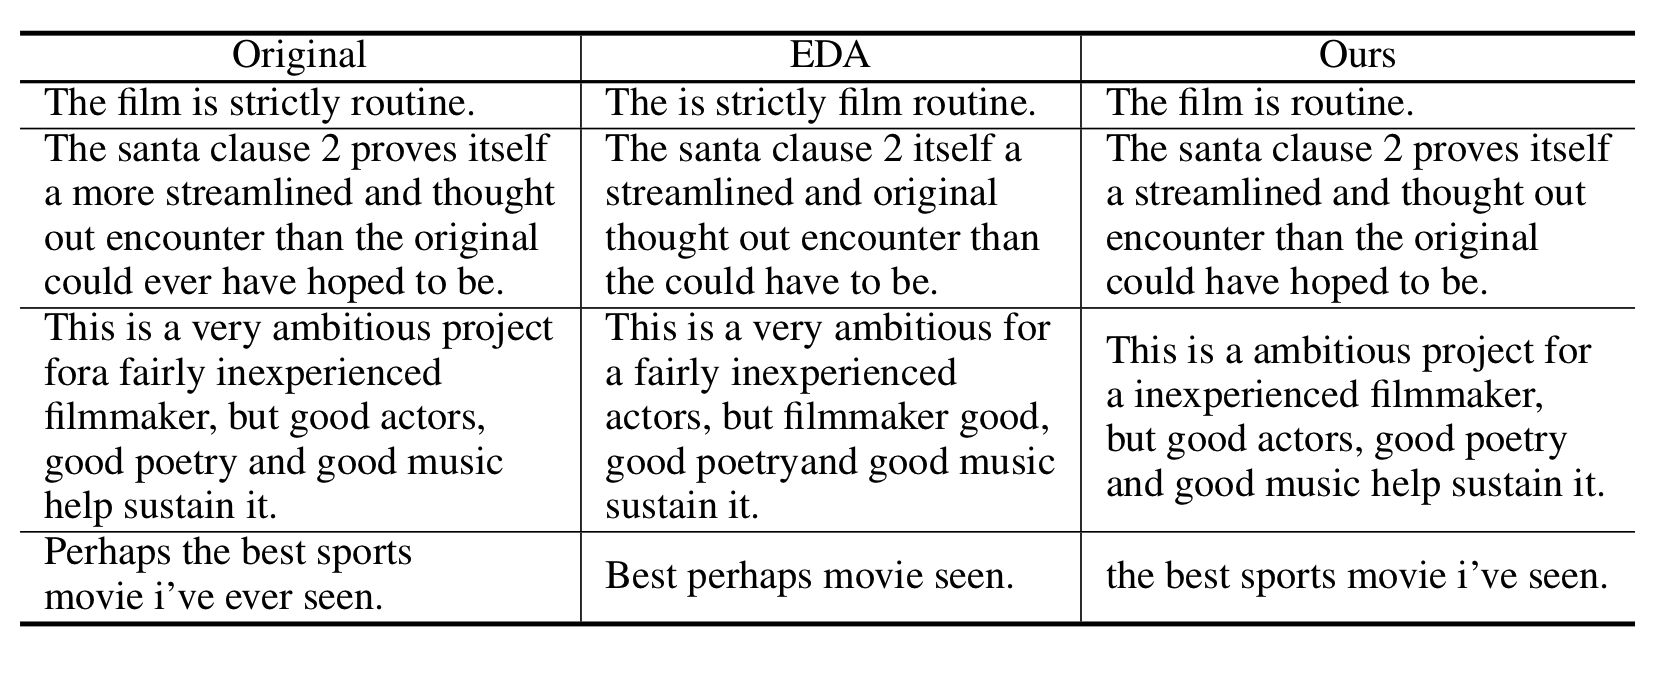 Original
EDA
Ours
The film is strictly routine.
The is strictly film routine.
The film is routine.
The santa clause 2 proves itself
a more streamlined and thought
out encounter than the original
could ever have hoped to be.
The santa clause 2 itself a
streamlined and original
thought out encounter than
the could have to be.
The santa clause 2 proves itself
a streamlined and thought out
encounter than the original
could have hoped to be.
This is a very ambitious project
fora fairly inexperienced
filmmaker, but good actors,
good poetry and good music
help sustain it.
This is a very ambitious for
a fairly inexperienced
actors, but filmmaker good,
good poetryand good music
sustain it.
This is a ambitious project for
a inexperienced filmmaker,
but good actors, good poetry
and good music help sustain it.
Perhaps the best sports
movie i’ve ever seen.
Best perhaps movie seen.
the best sports movie i’ve seen.